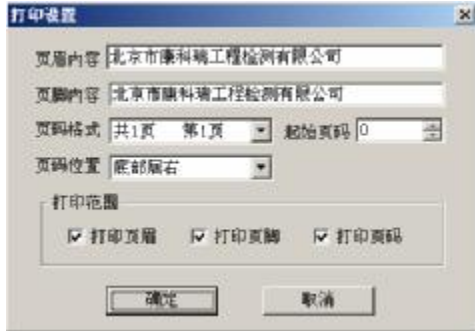 打印设置
页眉内容 北京市康科瑞工程检测有限公司
页脚内容 北京市康科瑞工程检测有限公司
页码格式 共1页 第1页 起始页码 0
页码位置 底部居右
打印范围
打印页眉 打印页脚 打印页码
确定 取消